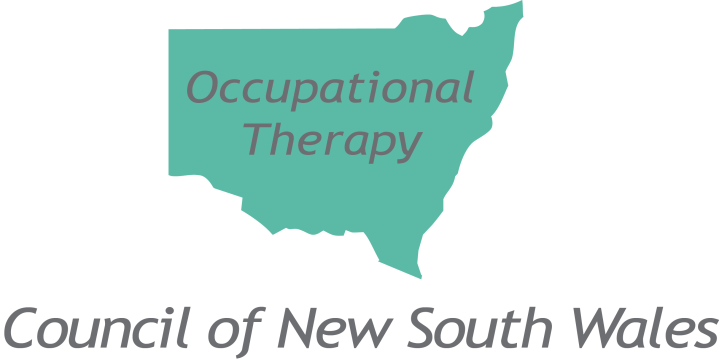 Occupational
Therapy
Council of New South Wales